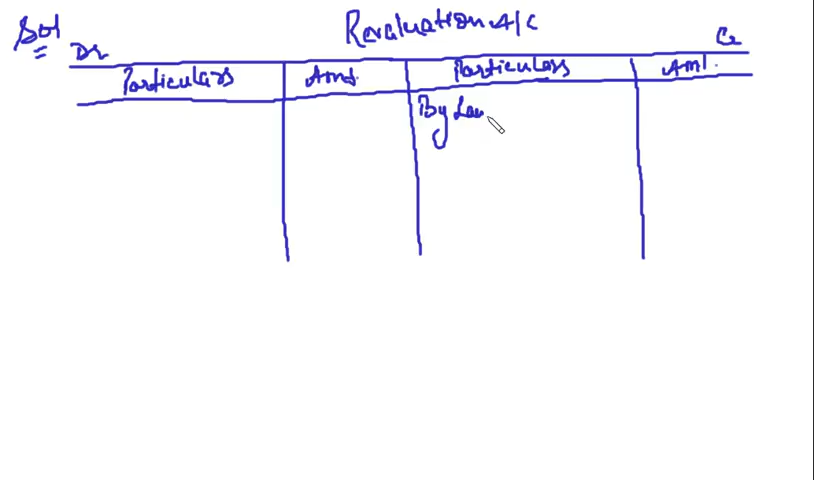 Sol
Revaluation A/C
Dr
Cr
Particulars Amt. Particulars Amt.
By Lan